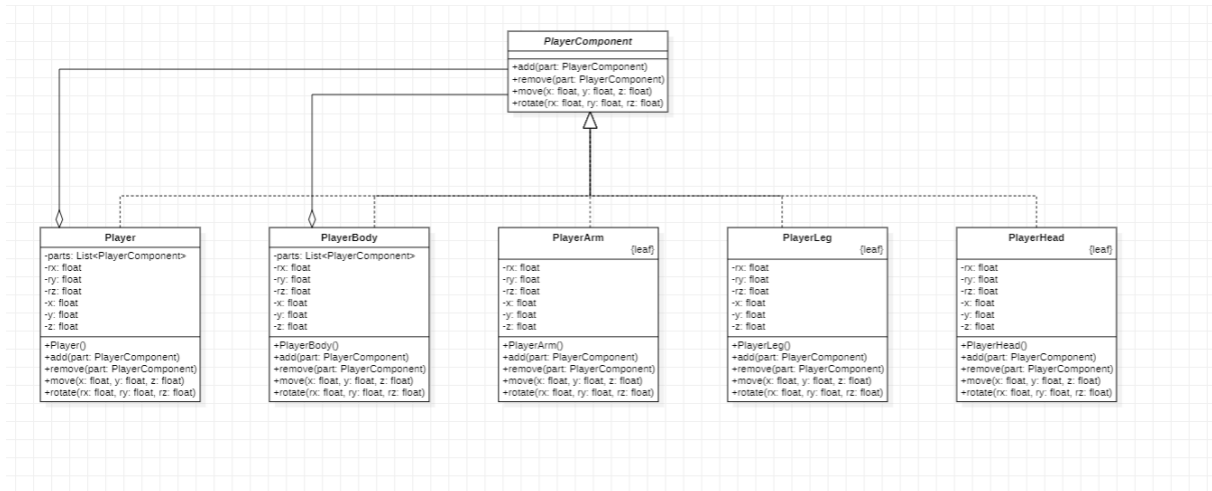 PlayerComponent
+add(part: PlayerComponent)
+remove(part: PlayerComponent)
+move(x: float, y: float, z: float)
+rotate(rx: float, ry: float, rz: float)
Player
-parts: List<PlayerComponent>
-rx: float
-ry: float
-rz: float
-x: float
-y: float
-z: float
+Player()
+add(part: PlayerComponent)
+remove(part: PlayerComponent)
+move(x: float, y: float, z: float)
+rotate(rx: float, ry: float, rz: float)
PlayerBody
-parts: List<PlayerComponent>
-rx: float
-ry: float
-rz: float
-x: float
-y: float
-z: float
+PlayerBody()
+add(part: PlayerComponent)
+remove(part: PlayerComponent)
+move(x: float, y: float, z: float)
+rotate(rx: float, ry: float, rz: float)
PlayerArm
{leaf}
-rx: float
-ry: float
-rz: float
-x: float
-y: float
-z: float
+PlayerArm()
+add(part: PlayerComponent)
+remove(part: PlayerComponent)
+move(x: float, y: float, z: float)
+rotate(rx: float, ry: float, rz: float)
PlayerLeg
{leaf}
-rx: float
-ry: float
-rz: float
-x: float
-y: float
-z: float
+PlayerLeg()
+add(part: PlayerComponent)
+remove(part: PlayerComponent)
+move(x: float, y: float, z: float)
+rotate(rx: float, ry: float, rz: float)
PlayerHead
{leaf}
-rx: float
-ry: float
-rz: float
-x: float
-y: float
-z: float
+PlayerHead()
+add(part: PlayerComponent)
+remove(part: PlayerComponent)
+move(x: float, y: float, z: float)
+rotate(rx: float, ry: float, rz: float)